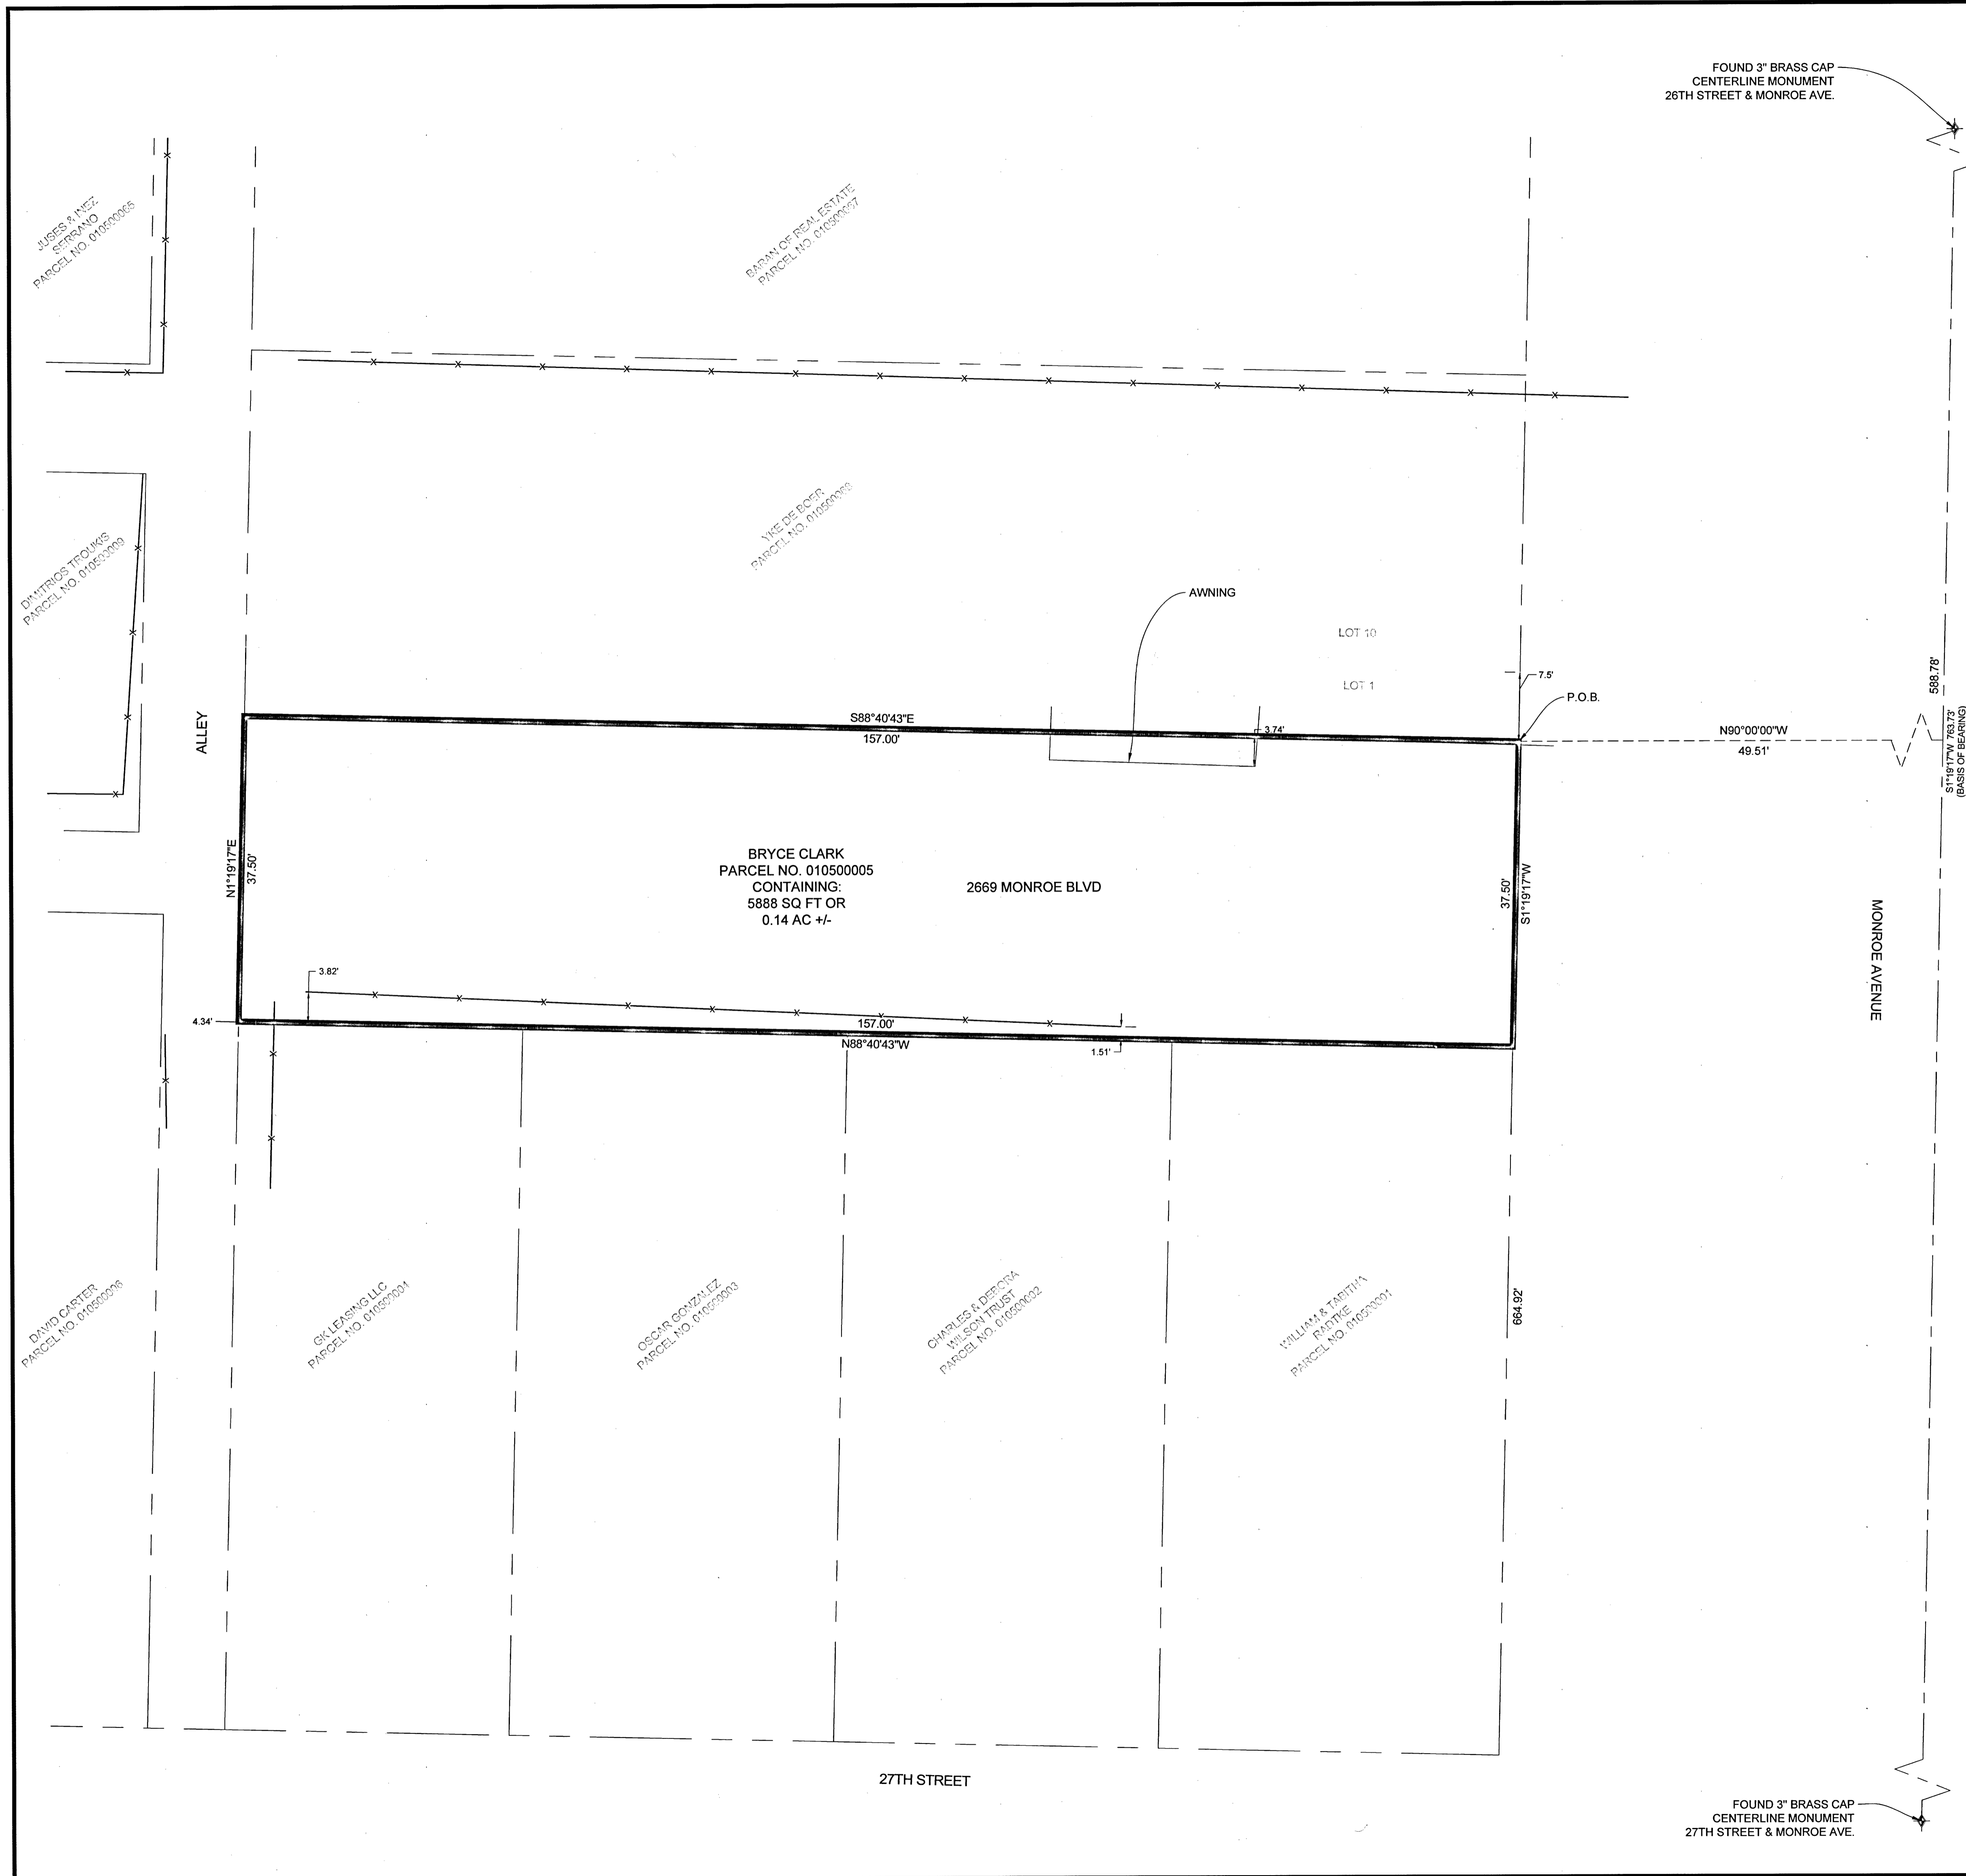 FOUND 3" BRASS CAP
CENTERLINE MONUMENT
26TH STREET & MONROE AVE.
JUSES & INEZ
SERRANO
PARCEL NO. 010500065
BARAN OF REAL ESTATE
PARCEL NO. 010500067
DIMITRIOS TROUKIS
PARCEL NO. 010500009
YKE DE BOER
PARCEL NO. 010500068
AWNING
LOT 10
LOT 1
7.5'
P.O.B.
588.78'
S1°19'17"W 763.73'
(BASIS OF BEARING)
N90°00'00"W
49.51'
ALLEY
S88°40'43"E
157.00'
3.74'
N1°19'17"E
37.50'
BRYCE CLARK
PARCEL NO. 010500005
CONTAINING:
5888 SQ FT OR
0.14 AC +/-
2669 MONROE BLVD
37.50'
S1°19'17"W
MONROE AVENUE
3.82'
4.34'
157.00'
N88°40'43"W
1.51'
DAVID CARTER
PARCEL NO. 010500006
GK LEASING LLC
PARCEL NO. 010500004
OSCAR GONZALEZ
PARCEL NO. 010500003
CHARLES & DEBORA
WILSON TRUST
PARCEL NO. 010500002
WILLIAM & TABITHA
RADTKE
PARCEL NO. 010500001
664.92'
27TH STREET
FOUND 3" BRASS CAP
CENTERLINE MONUMENT
27TH STREET & MONROE AVE.